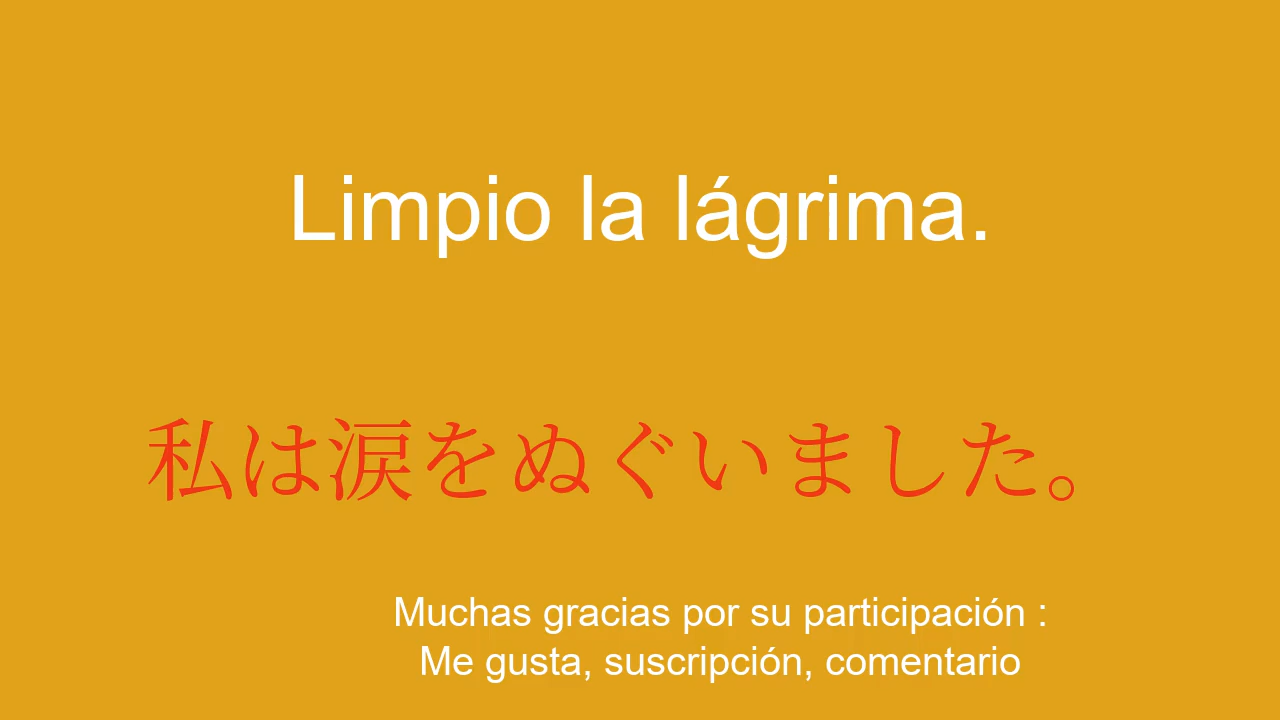 Limpio la lágrima.
私は涙をぬぐいました。
Muchas gracias por su participación :
Me gusta, suscripción, comentario